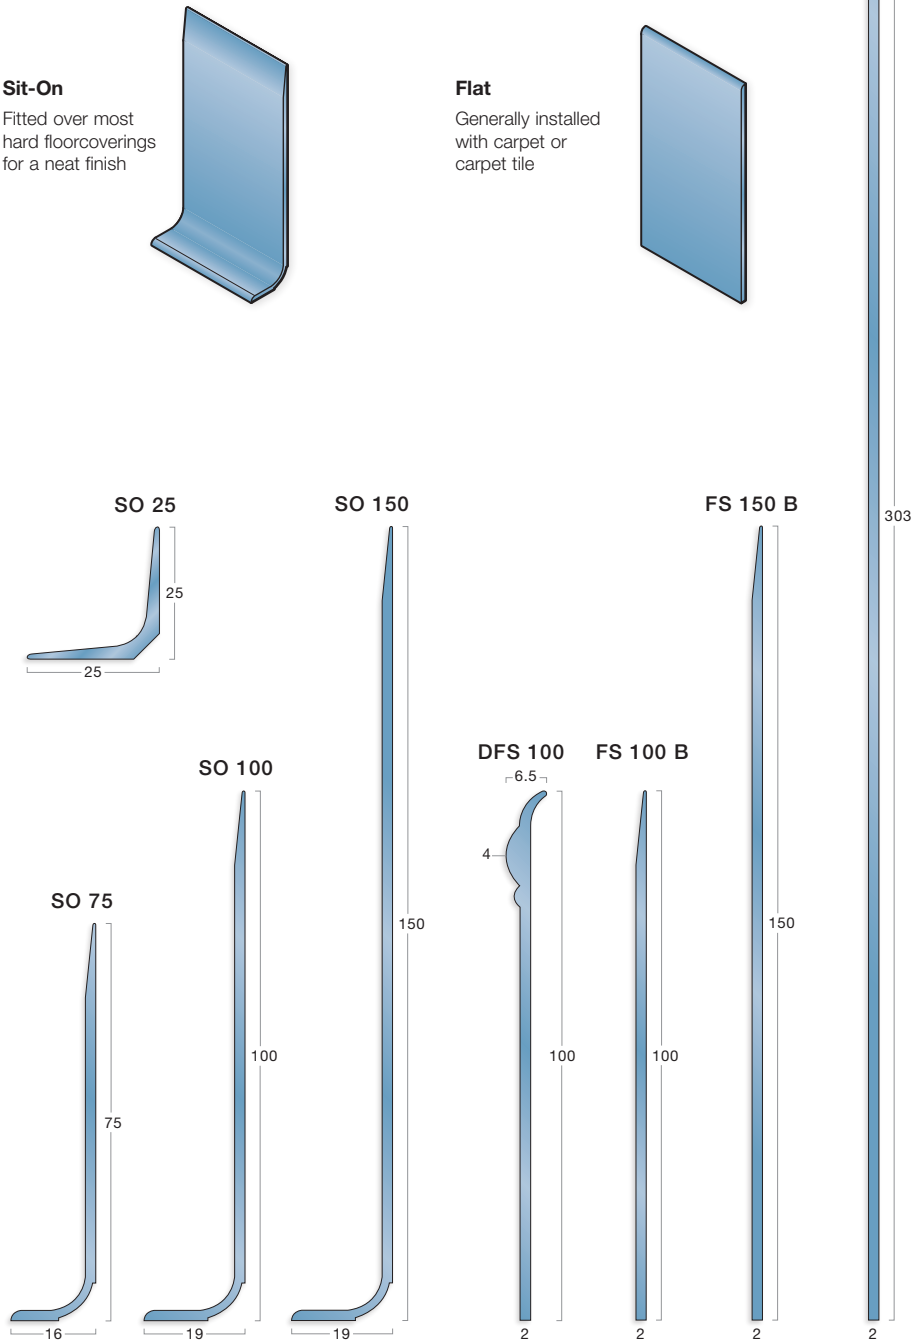 Sit-On
Fitted over most
hard floorcoverings
for a neat finish
Flat
Generally installed
with carpet or
carpet tile
303
SO 25
25
25
SO 150
150
19
FS 150 B
150
2
SO 100
100
19
DFS 100
6.5
4
100
2
FS 100 B
100
2
SO 75
75
16
2